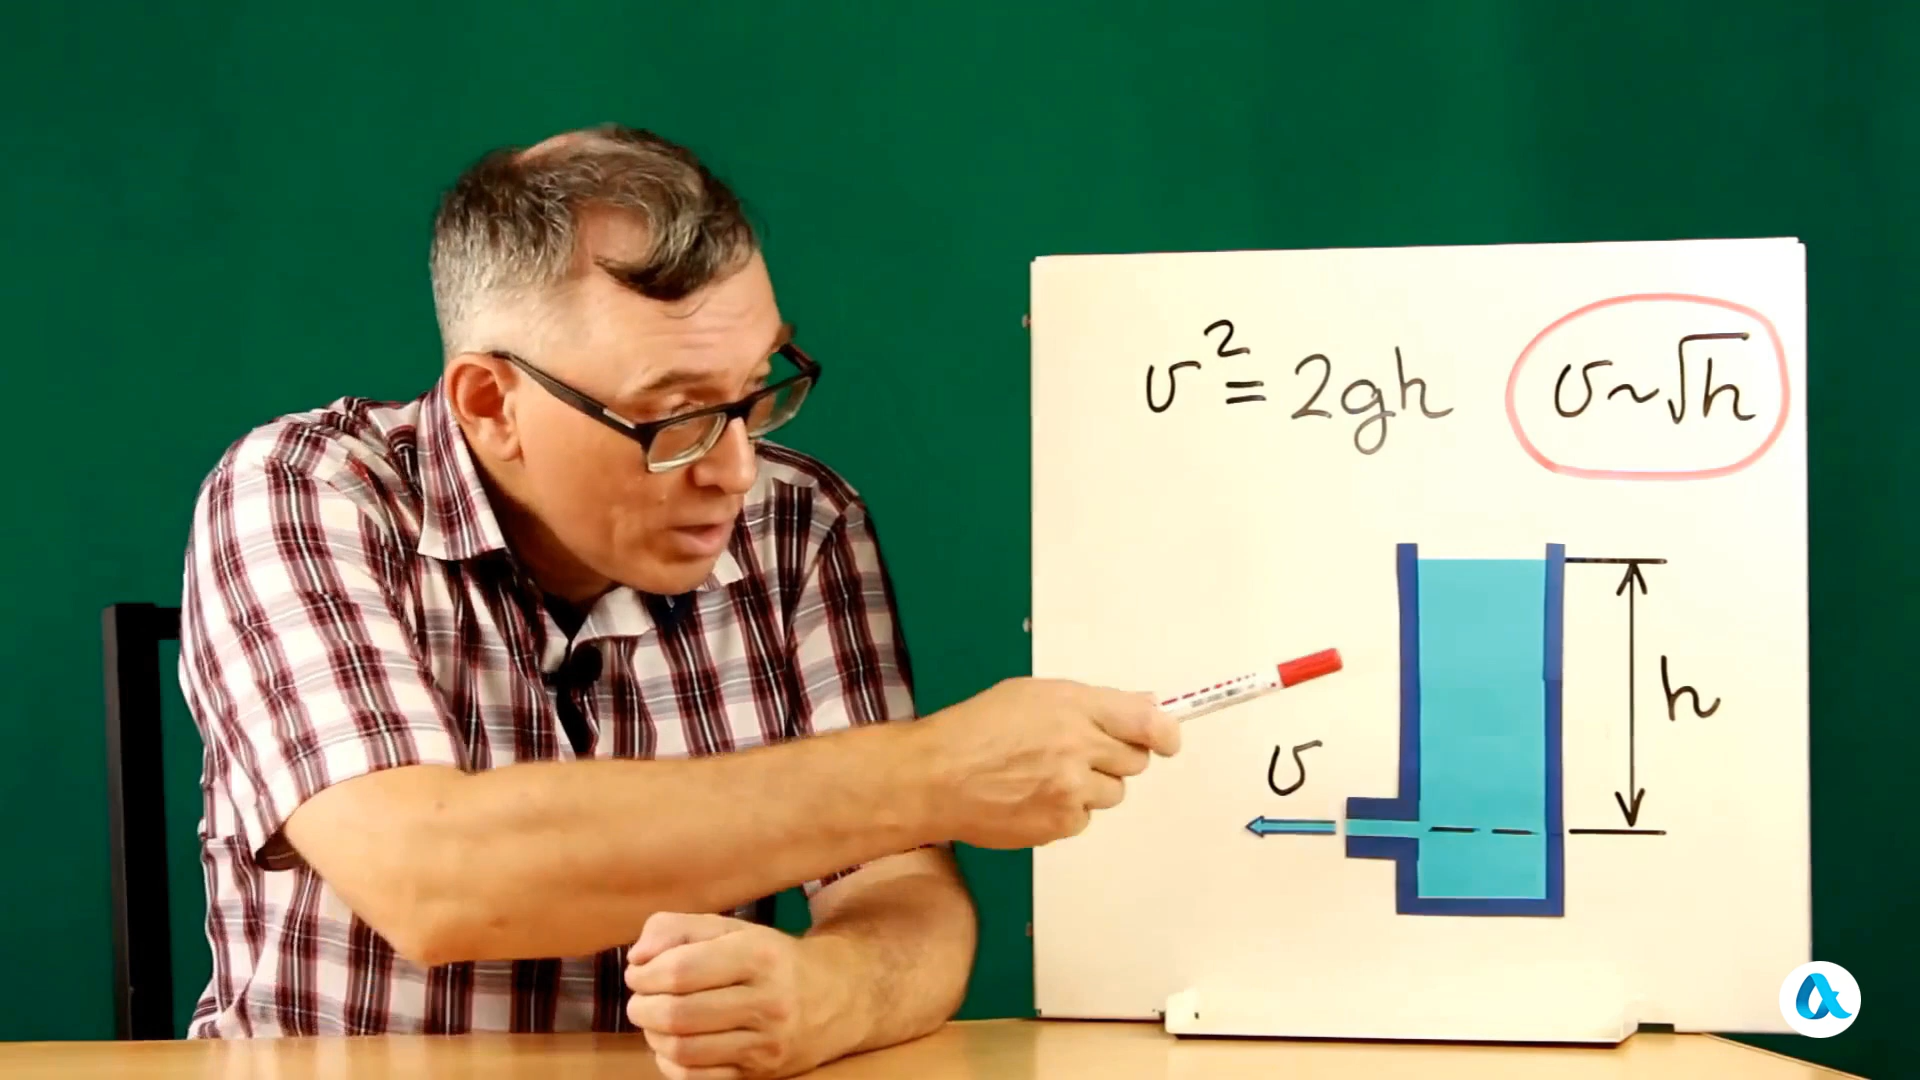 υ² = 2gh
υ~√h
h
υ